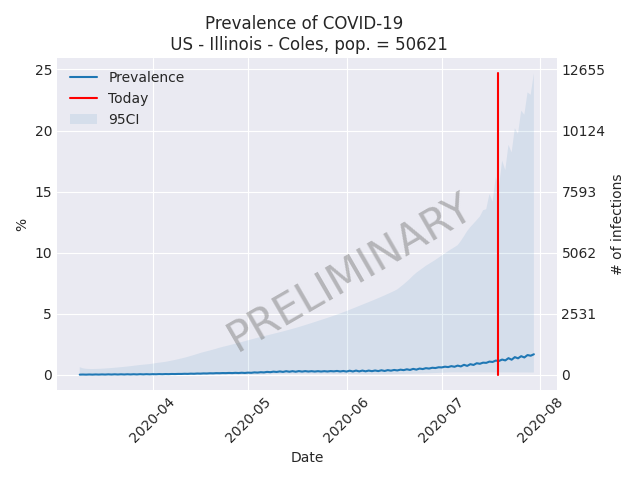 Prevalence of COVID-19
US - Illinois - Coles, pop. = 50621
Prevalence
Today
95CI
PRELIMINARY
25
20
15
10
5
0
%
12655
10124
7593
5062
2531
0
# of infections
2020-04
2020-05
2020-06
2020-07
2020-08
Date